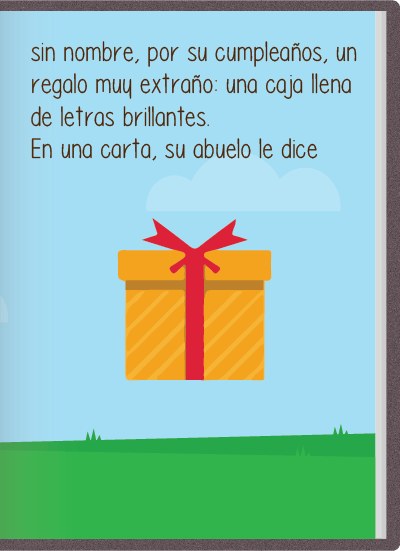 sin nombre, por su cumpleaños, un
regalo muy extraño: una caja llena
de letras brillantes.
En una carta, su abuelo le dice